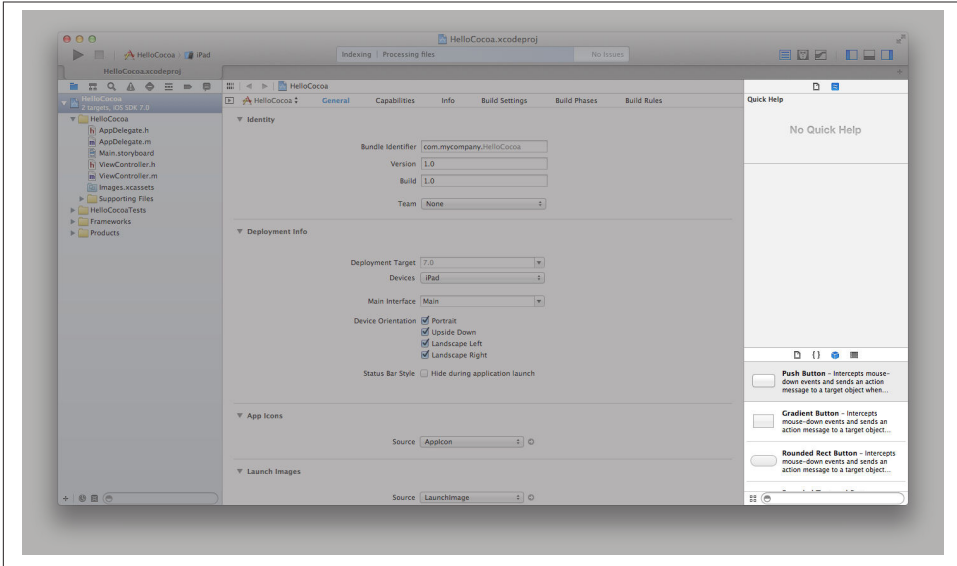 HelloCocoa.xcodeproj
HelloCocoa
iPad
Indexing | Processing files
No Issues
HelloCocoa.xcodeproj
HelloCocoa
2 targets, iOS SDK 7.0
HelloCocoa
AppDelegate.h
AppDelegate.m
Main.storyboard
ViewController.h
ViewController.m
Images.xcassets
Supporting Files
HelloCocoaTests
Frameworks
Products
HelloCocoa
HelloCocoa
General
Capabilities
Info
Build Settings
Build Phases
Build Rules
Identity
Bundle Identifier com.mycompany.HelloCocoa
Version 1.0
Build 1.0
Team None
Deployment Info
Deployment Target 7.0
Devices iPad
Main Interface Main
Device Orientation Portrait
Upside Down
Landscape Left
Landscape Right
Status Bar Style Hide during application launch
App Icons
Source AppIcon
Launch Images
Source LaunchImage
Quick Help
No Quick Help
Push Button - Intercepts mouse-
down events and sends an action
message to a target object when...
Gradient Button - Intercepts
mouse-down events and sends an
action message to a target object...
Rounded Rect Button - Intercepts
mouse-down events and sends an
action message to a target object...